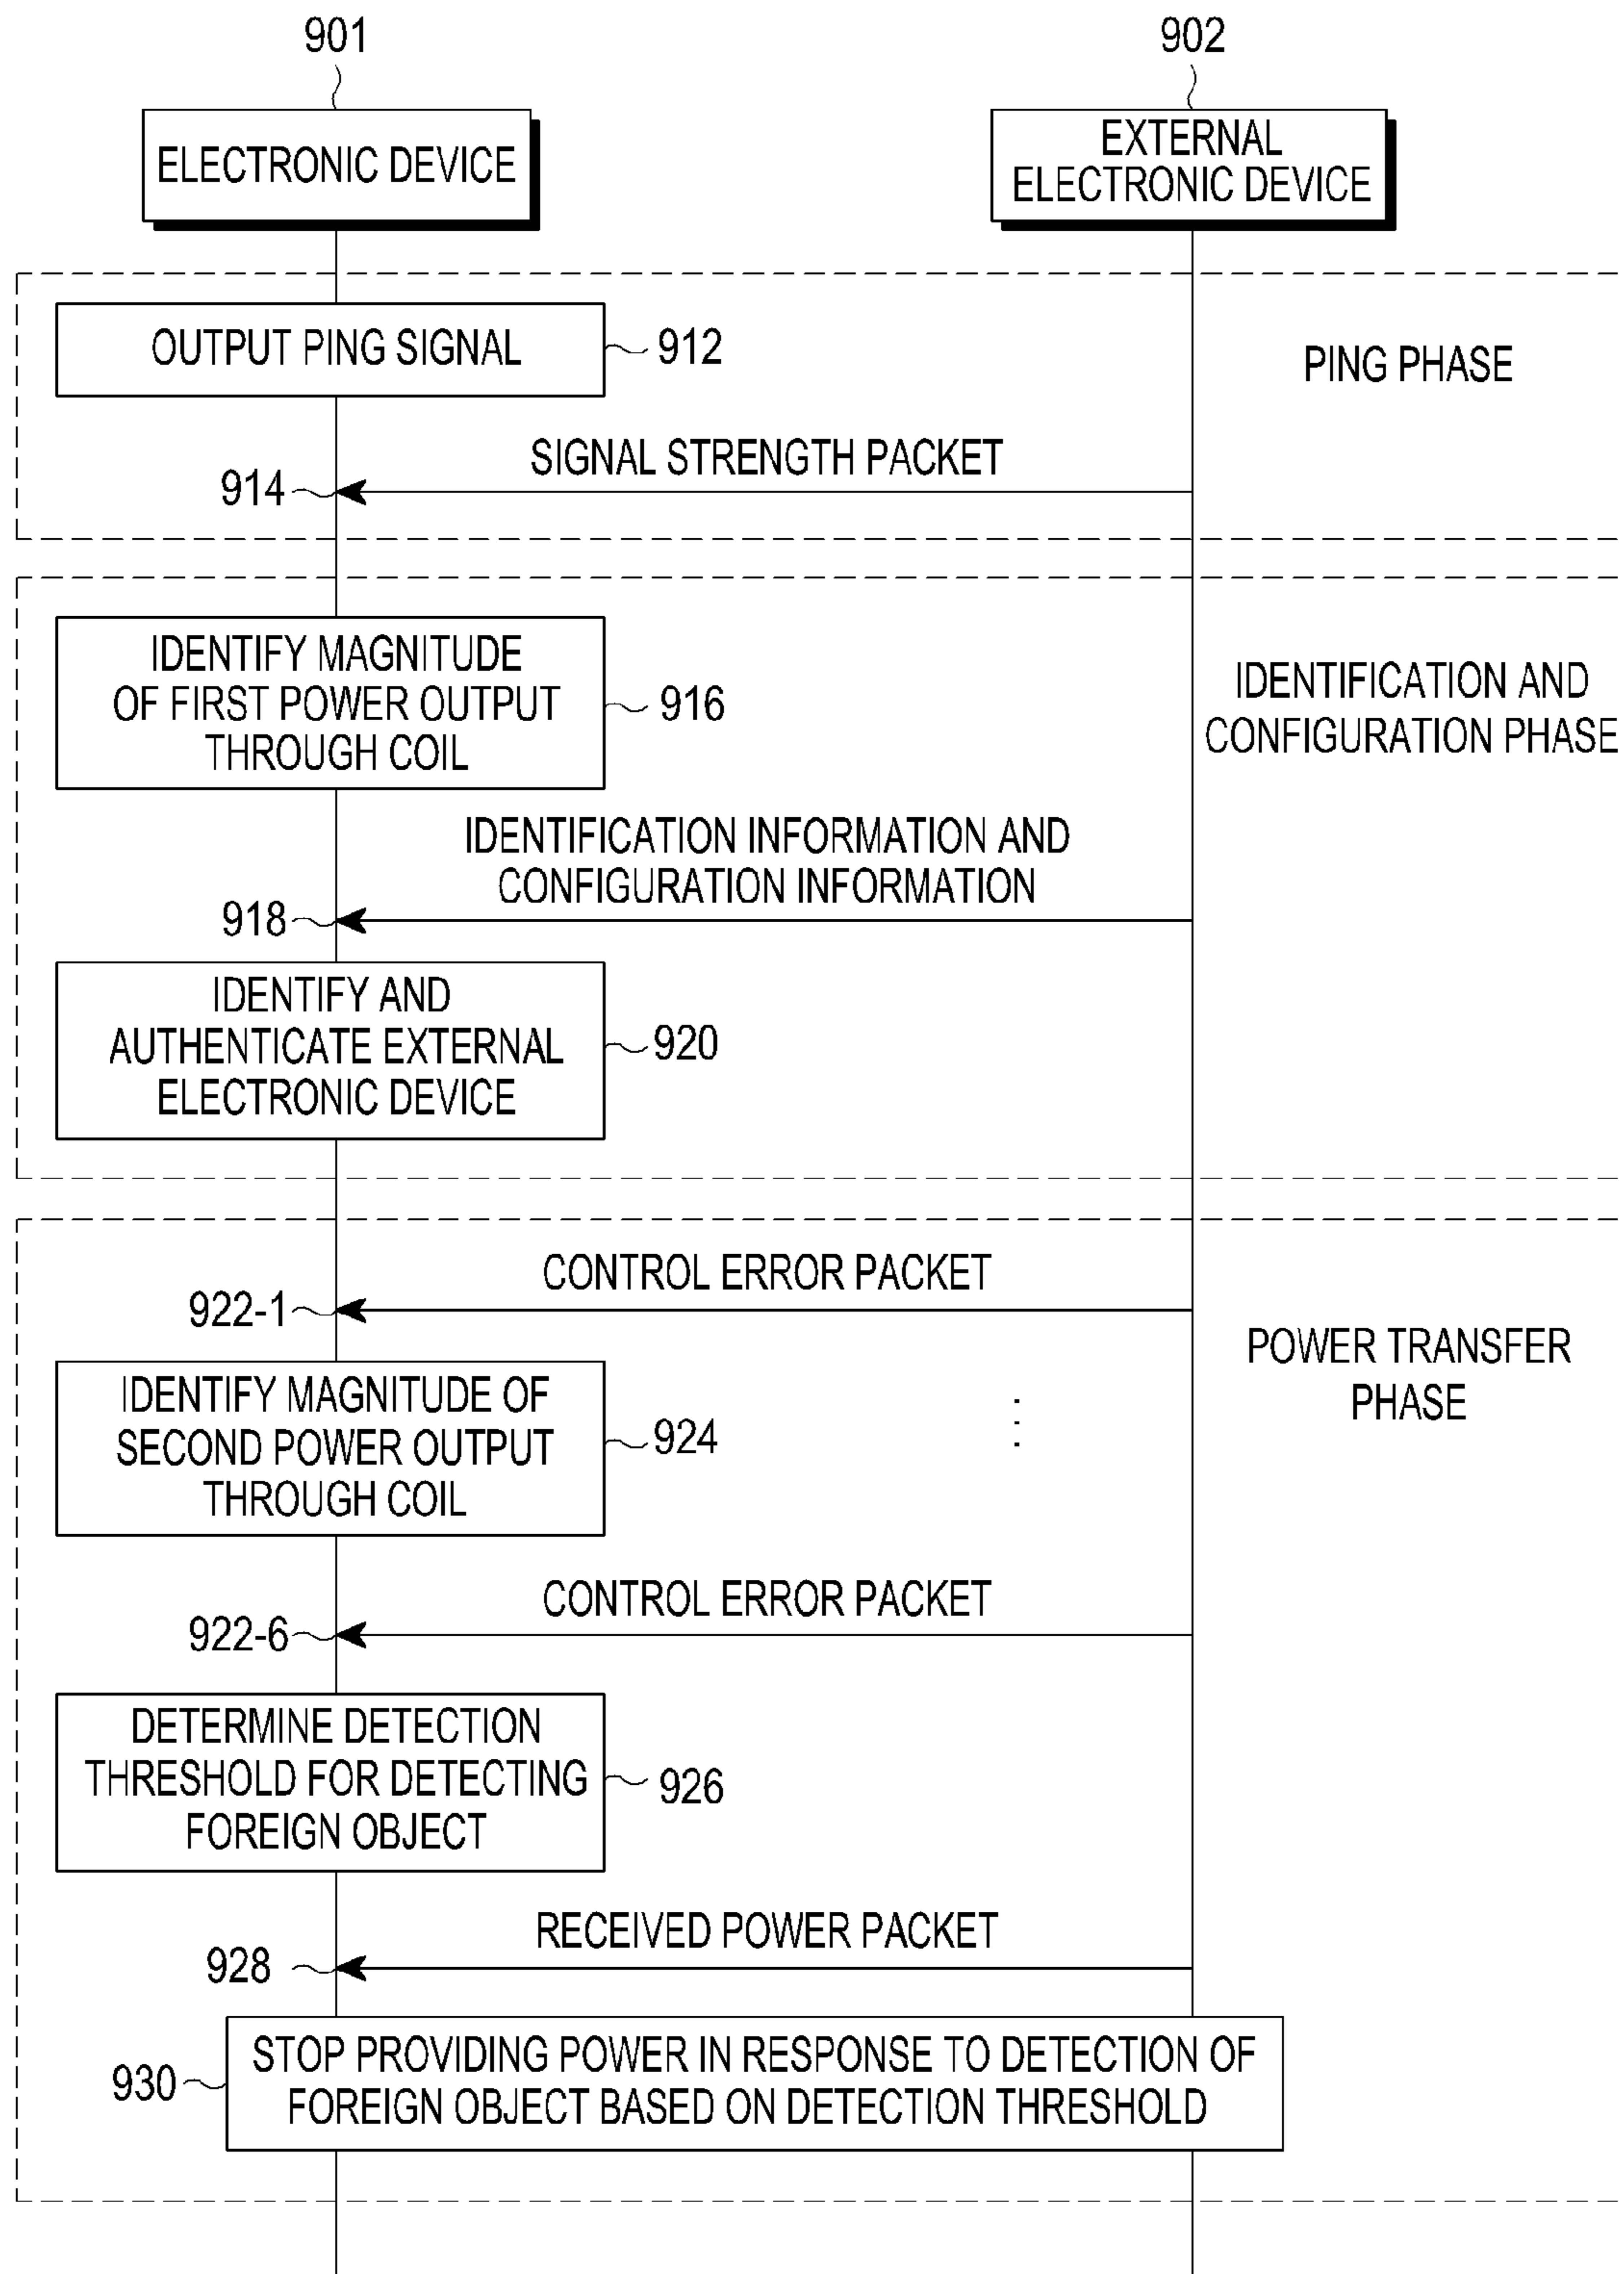 901
902
ELECTRONIC DEVICE
EXTERNAL
ELECTRONIC DEVICE
OUTPUT PING SIGNAL
912
PING PHASE
SIGNAL STRENGTH PACKET
914
IDENTIFY MAGNITUDE
OF FIRST POWER OUTPUT
THROUGH COIL
916
IDENTIFICATION AND
CONFIGURATION PHASE
IDENTIFICATION INFORMATION AND
CONFIGURATION INFORMATION
918
IDENTIFY AND
AUTHENTICATE EXTERNAL
ELECTRONIC DEVICE
920
CONTROL ERROR PACKET
922-1
POWER TRANSFER
PHASE
IDENTIFY MAGNITUDE OF
SECOND POWER OUTPUT
THROUGH COIL
924
CONTROL ERROR PACKET
922-6
DETERMINE DETECTION
THRESHOLD FOR DETECTING
FOREIGN OBJECT
926
RECEIVED POWER PACKET
928
STOP PROVIDING POWER IN RESPONSE TO DETECTION OF
FOREIGN OBJECT BASED ON DETECTION THRESHOLD
930